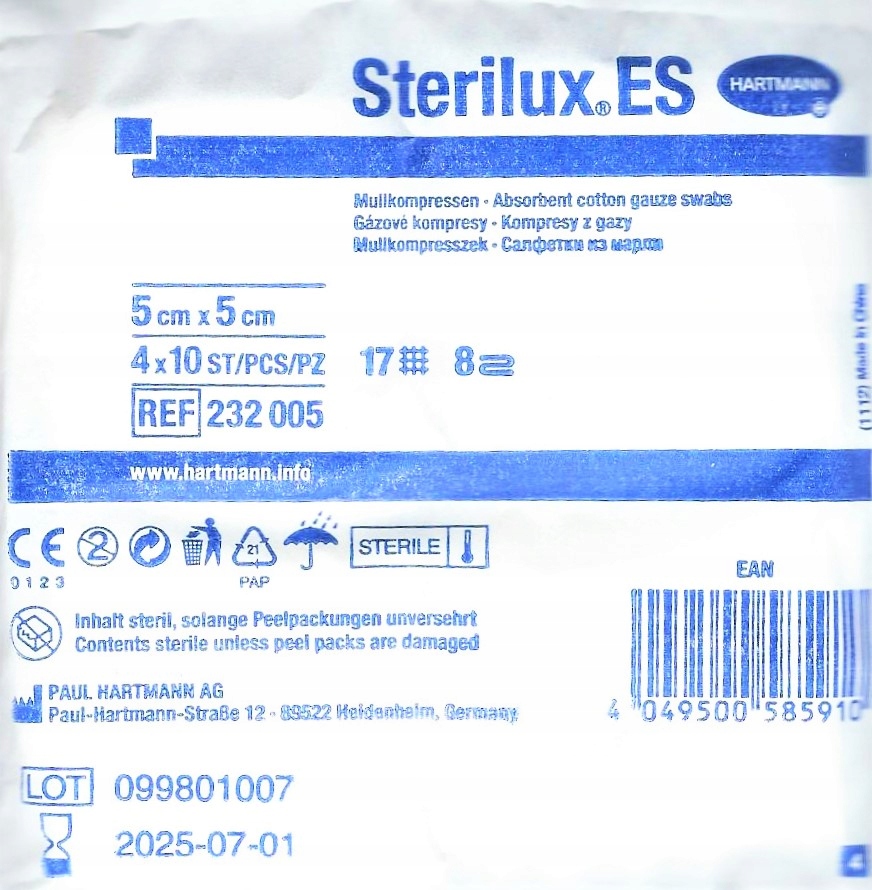 Sterilux® ES
HARTMANN
Mullkompressen · Absorbent cotton gauze swabs
Gázové kompresy · Kompresy z gazy
Mullkompresszek · Салфетки из марли
5 cm x 5 cm
4 x 10 ST/PCS/PZ 17 8
REF 232 005
(1112) Made in China
www.hartmann.info
CE 2 21 STERILE
0123 PAP
EAN
Inhalt steril, solange Peelpackungen unversehrt
Contents sterile unless peel packs are damaged
PAUL HARTMANN AG
Paul-Hartmann-Straße 12 - 89522 Heidenheim, Germany
4 049500 585910
LOT 099801007
2025-07-01
4